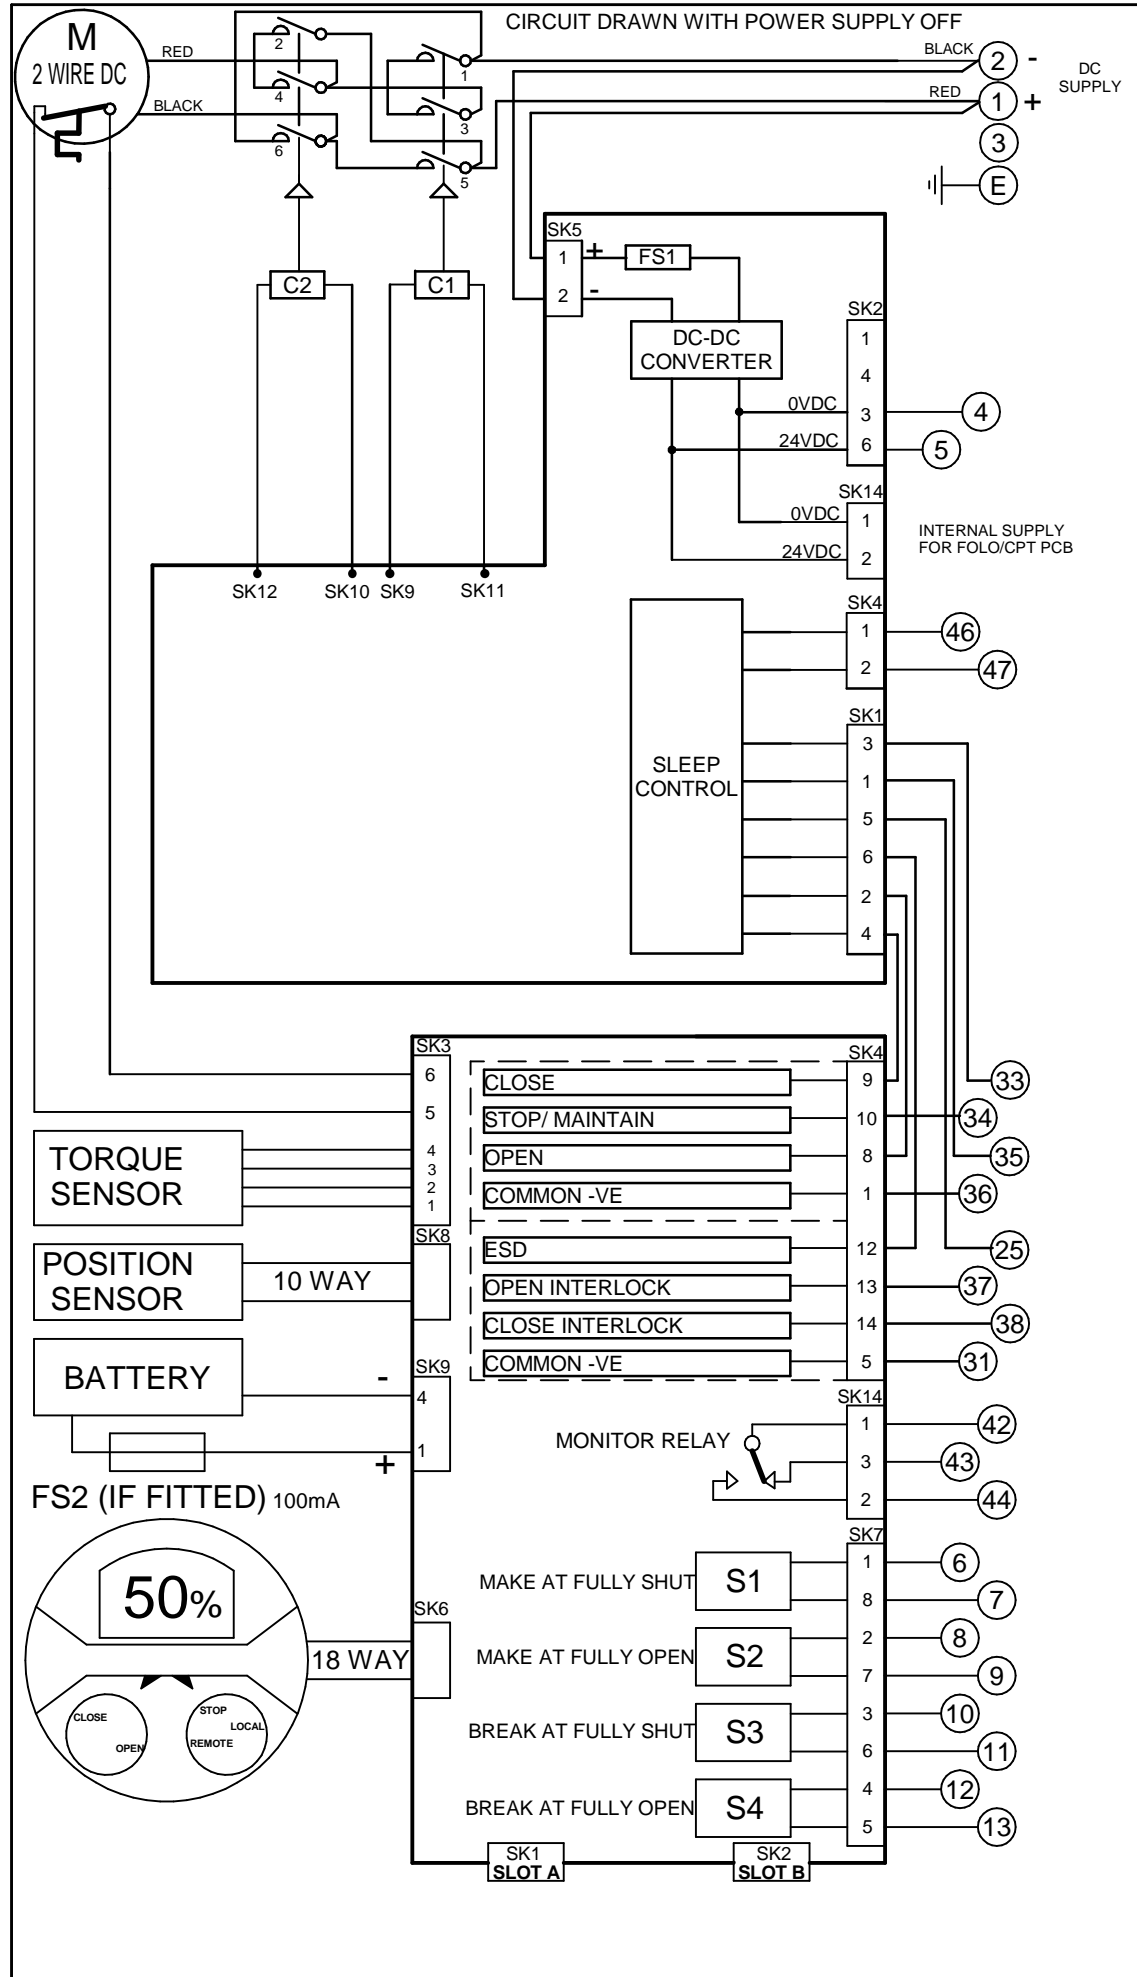 CIRCUIT DRAWN WITH POWER SUPPLY OFF
M
2 WIRE DC
RED
BLACK
2
4
6
1
3
5
BLACK
2 -
RED
1 +
DC
SUPPLY
3
E
C2
C1
SK5
1 +
2 -
FS1
DC-DC
CONVERTER
SK2
1
4
0VDC 3 4
24VDC 6 5
SK14
0VDC 1
24VDC 2
INTERNAL SUPPLY
FOR FOLO/CPT PCB
SK12 SK10 SK9 SK11
SLEEP
CONTROL
SK4
1 46
2 47
SK1
3
1
5
6
2
4
SK3
6
5
4
3
2
1
TORQUE
SENSOR
SK8
POSITION
SENSOR
10 WAY
BATTERY
-
+
SK9
4
1
FS2 (IF FITTED) 100mA
50%
CLOSE
OPEN
STOP
LOCAL
REMOTE
18 WAY
SK6
SK4
CLOSE 9 33
STOP/ MAINTAIN 10 34
OPEN 8 35
COMMON -VE 1 36
ESD 12 25
OPEN INTERLOCK 13 37
CLOSE INTERLOCK 14 38
COMMON -VE 5 31
SK14
MONITOR RELAY
1 42
3 43
2 44
SK7
MAKE AT FULLY SHUT S1
1 6
8 7
MAKE AT FULLY OPEN S2
2 8
7 9
BREAK AT FULLY SHUT S3
3 10
6 11
BREAK AT FULLY OPEN S4
4 12
5 13
SK1
SLOT A
SK2
SLOT B